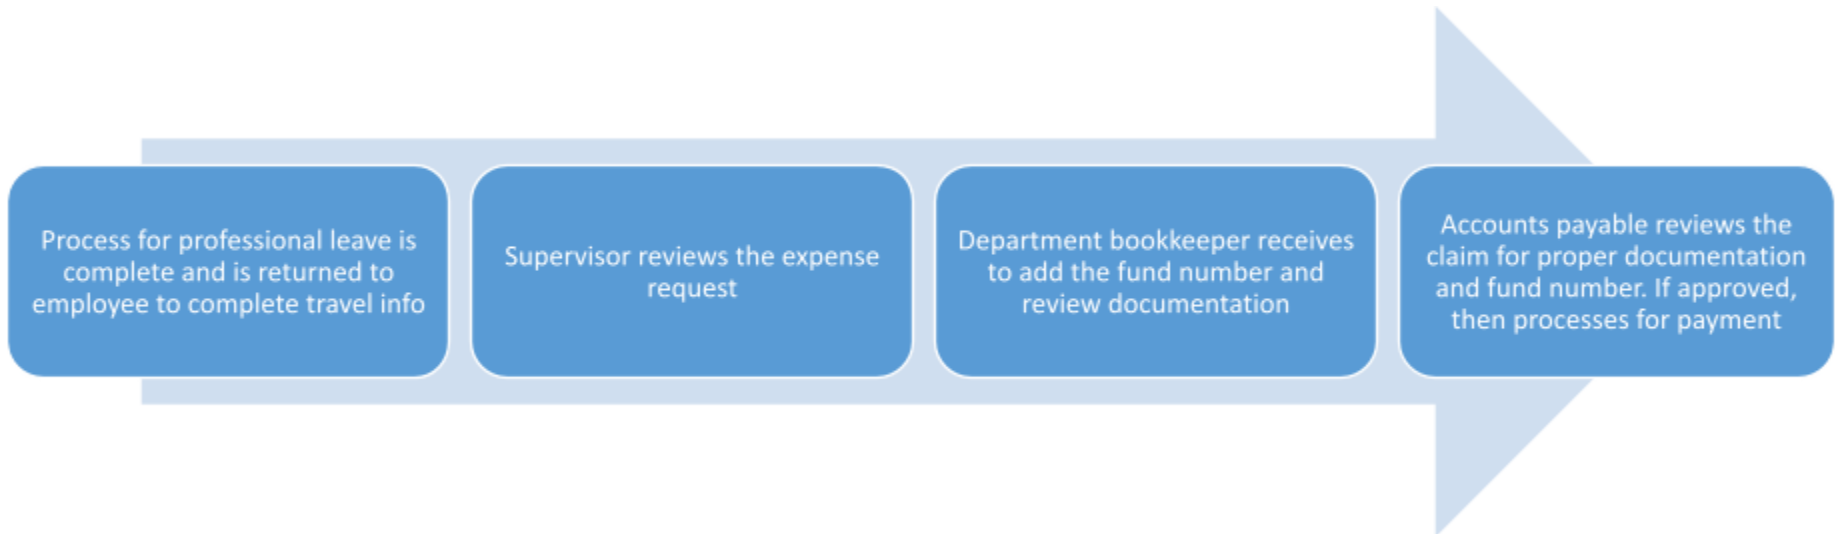 Process for professional leave is
complete and is returned to
employee to complete travel info
Supervisor reviews the expense
request
Department bookkeeper receives
to add the fund number and
review documentation
Accounts payable reviews the
claim for proper documentation
and fund number. If approved,
then processes for payment